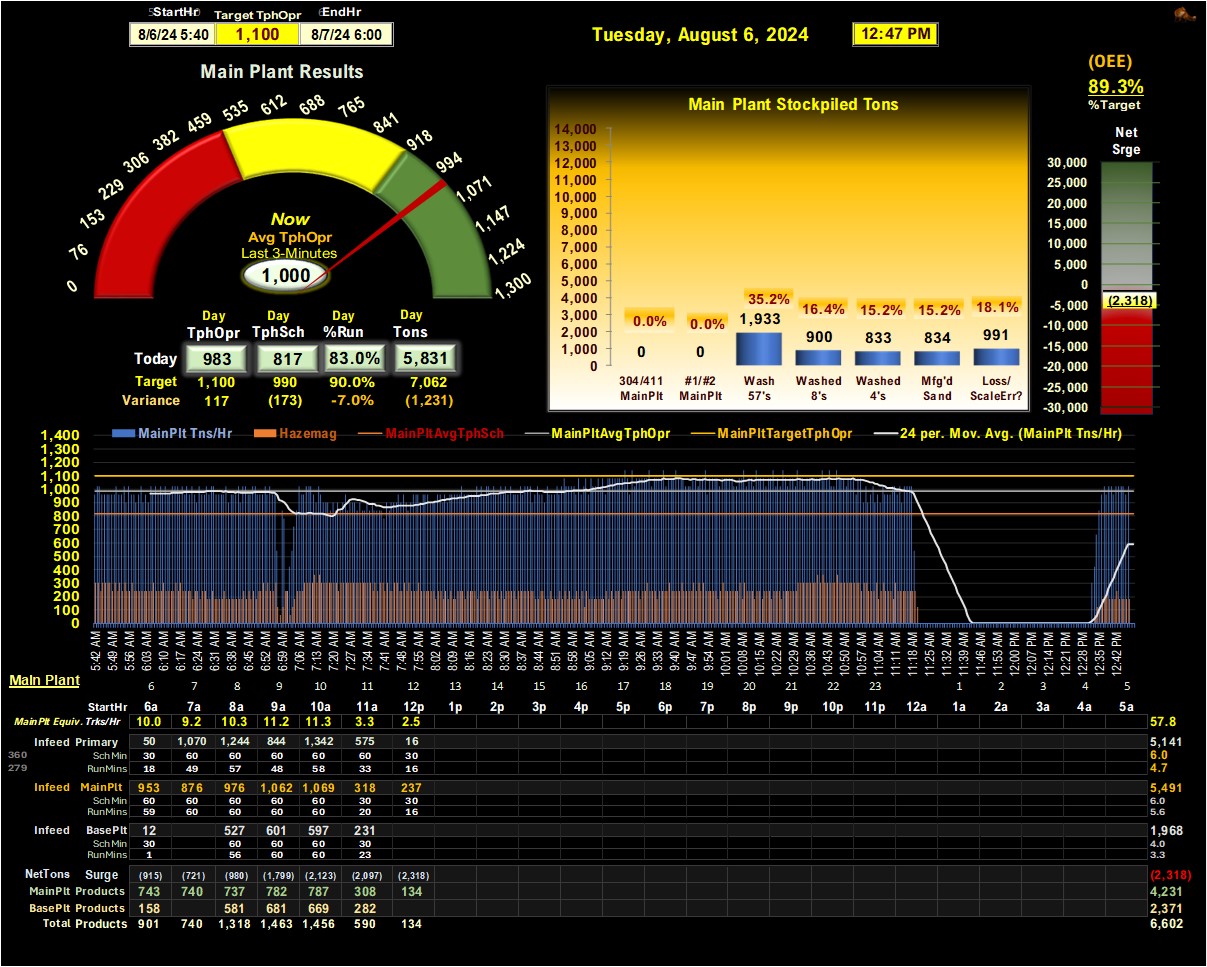 StartHr Target TphOpr EndHr
8/6/24 5:40 1,100 8/7/24 6:00
Tuesday, August 6, 2024 12:47 PM
(OEE)
89.3%
%Target
Main Plant Results
0 76 153 229 306 382 459 535 612 688 765 841 918 994 1,071 1,147 1,224 1,300
Now
Avg TphOpr
Last 3-Minutes
1,000
Day Day Day Day
TphOpr TphSch %Run Tons
Today 983 817 83.0% 5,831
Target 1,100 990 90.0% 7,062
Variance 117 (173) -7.0% (1,231)
Main Plant Stockpiled Tons
14,000
13,000
12,000
11,000
10,000
9,000
8,000
7,000
6,000
5,000
4,000
3,000
2,000
1,000
0
0.0% 0.0% 35.2% 16.4% 15.2% 15.2% 18.1%
0 0 1,933 900 833 834 991
304/411 #1/#2 Wash Washed Washed Mfg'd Loss/
MainPlt MainPlt 57's 8's 4's Sand ScaleErr?
Net
Srge
30,000
25,000
20,000
15,000
10,000
5,000
0
(2,318)
-5,000
-10,000
-15,000
-20,000
-25,000
-30,000
MainPlt Tns/Hr Hazemag MainPltAvgTphSch MainPltAvgTphOpr MainPltTargetTphOpr 24 per. Mov. Avg. (MainPlt Tns/Hr)
1,400
1,300
1,200
1,100
1,000
900
800
700
600
500
400
300
200
100
0
5:42 AM 5:49 AM 5:56 AM 6:03 AM 6:10 AM 6:17 AM 6:24 AM 6:31 AM 6:38 AM 6:45 AM 6:52 AM 6:59 AM 7:06 AM 7:13 AM 7:20 AM 7:27 AM 7:34 AM 7:41 AM 7:48 AM 7:55 AM 8:02 AM 8:09 AM 8:16 AM 8:23 AM 8:30 AM 8:37 AM 8:44 AM 8:51 AM 8:58 AM 9:05 AM 9:12 AM 9:19 AM 9:26 AM 9:33 AM 9:40 AM 9:47 AM 9:54 AM 10:01 AM 10:08 AM 10:15 AM 10:22 AM 10:29 AM 10:36 AM 10:43 AM 10:50 AM 10:57 AM 11:04 AM 11:11 AM 11:18 AM 11:25 AM 11:32 AM 11:39 AM 11:46 AM 11:53 AM 12:00 PM 12:07 PM 12:14 PM 12:21 PM 12:28 PM 12:35 PM 12:42 PM
Main Plant 6 7 8 9 10 11 12 13 14 15 16 17 18 19 20 21 22 23 1 2 3 4 5
StartHr 6a 7a 8a 9a 10a 11a 12p 1p 2p 3p 4p 5p 6p 7p 8p 9p 10p 11p 12a 1a 2a 3a 4a 5a
MainPlt Equiv. Trks/Hr 10.0 9.2 10.3 11.2 11.3 3.3 2.5 57.8
Infeed Primary 50 1,070 1,244 844 1,342 575 16 5,141
360 Sch Min 30 60 60 60 60 60 30 6.0
279 RunMins 18 49 57 48 58 33 16 4.7
Infeed MainPlt 953 876 976 1,062 1,069 318 237 5,491
Sch Min 60 60 60 60 60 30 30 6.0
RunMins 59 60 60 60 60 20 16 5.6
Infeed BasePlt 12 527 601 597 231 1,968
Sch Min 30 60 60 60 30 4.0
RunMins 1 56 60 60 23 3.3
NetTons Surge (915) (721) (980) (1,799) (2,123) (2,097) (2,318) (2,318)
MainPlt Products 743 740 737 782 787 308 134 4,231
BasePlt Products 158 581 681 669 282 2,371
Total Products 901 740 1,318 1,463 1,456 590 134 6,602